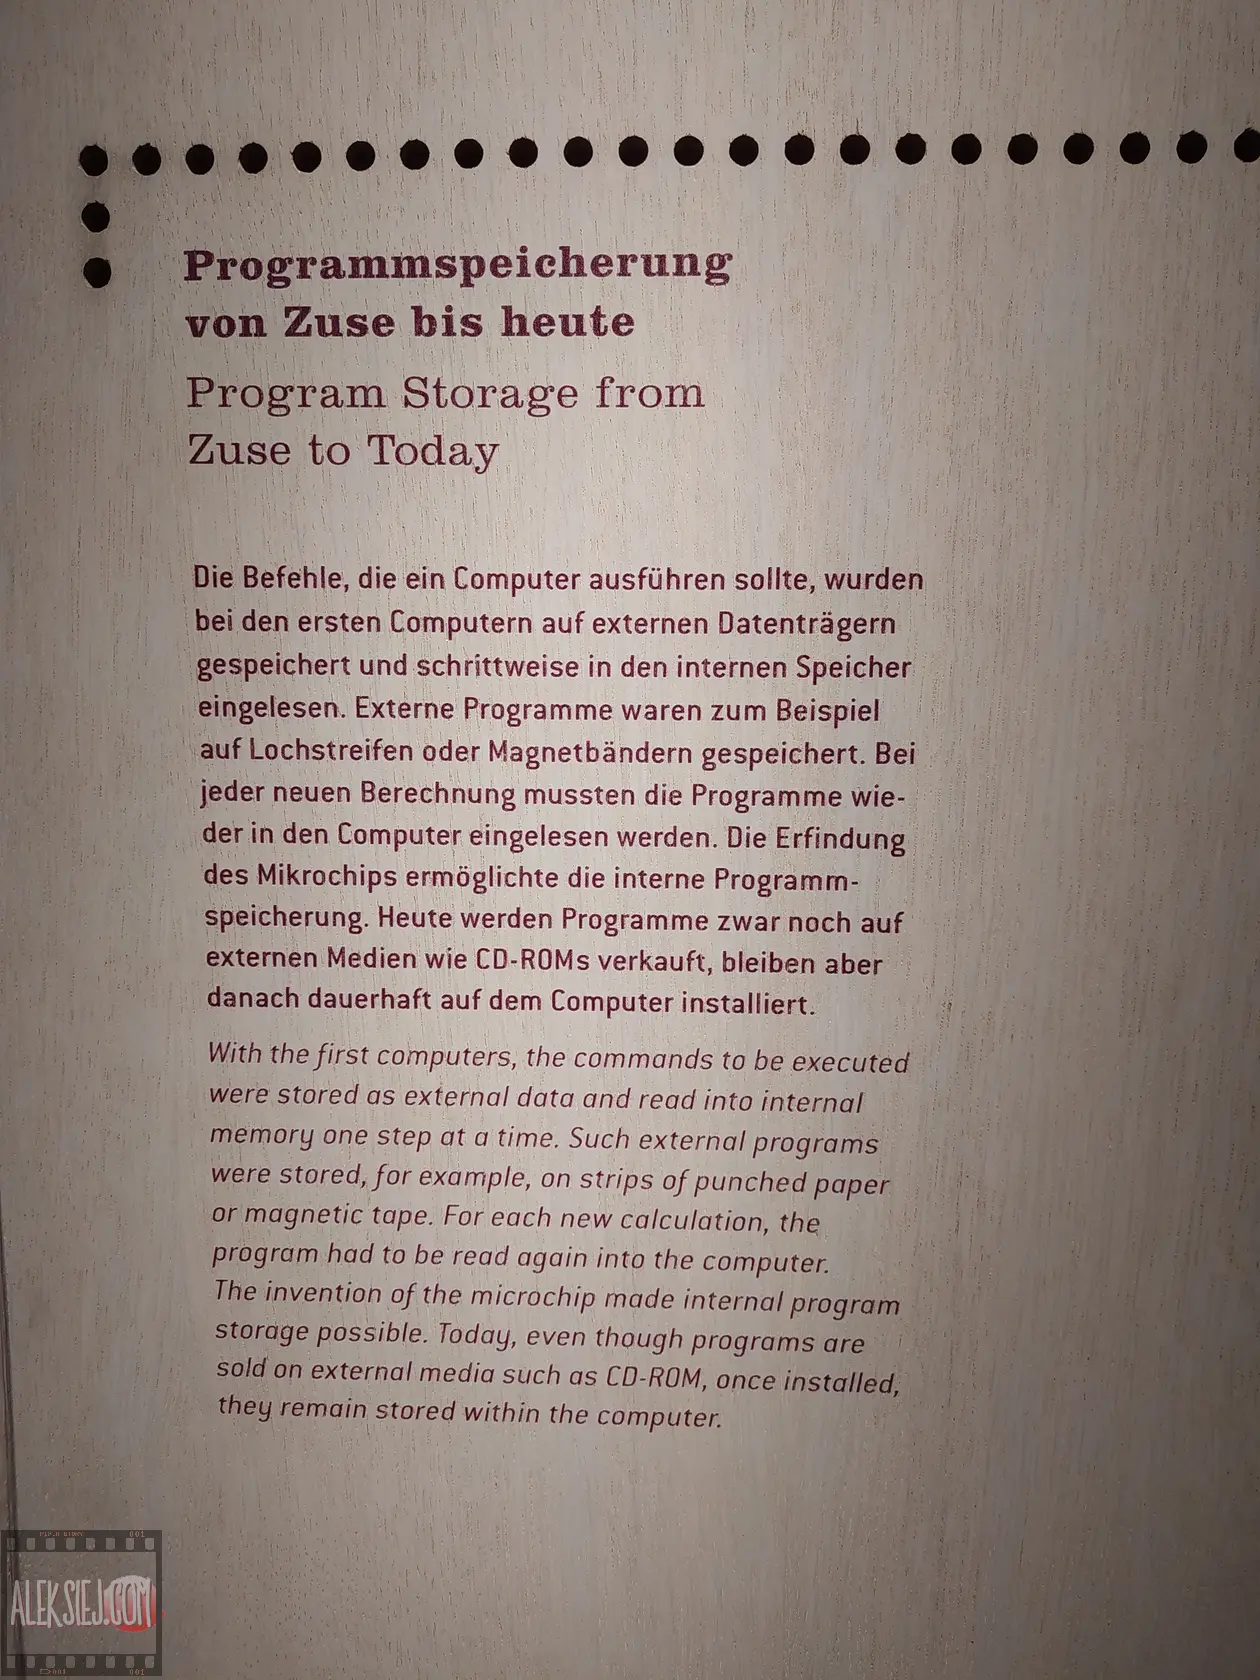 Programmspeicherung
von Zuse bis heute
Program Storage from
Zuse to Today
Die Befehle, die ein Computer ausführen sollte, wurden
bei den ersten Computern auf externen Datenträgern
gespeichert und schrittweise in den internen Speicher
eingelesen. Externe Programme waren zum Beispiel
auf Lochstreifen oder Magnetbändern gespeichert. Bei
jeder neuen Berechnung mussten die Programme wie-
der in den Computer eingelesen werden. Die Erfindung
des Mikrochips ermöglichte die interne Programm-
speicherung. Heute werden Programme zwar noch auf
externen Medien wie CD-ROMs verkauft, bleiben aber
danach dauerhaft auf dem Computer installiert.
With the first computers, the commands to be executed
were stored as external data and read into internal
memory one step at a time. Such external programs
were stored, for example, on strips of punched paper
or magnetic tape. For each new calculation, the
program had to be read again into the computer.
The invention of the microchip made internal program
storage possible. Today, even though programs are
sold on external media such as CD-ROM, once installed,
they remain stored within the computer.
001
ALEKSIEJ.COM
001 001